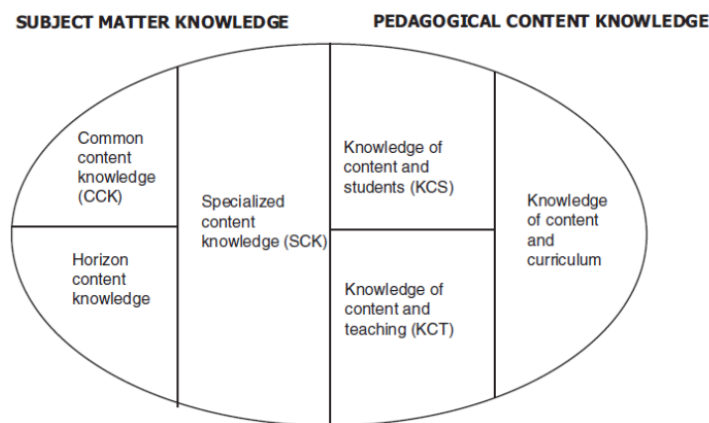 SUBJECT MATTER KNOWLEDGE
PEDAGOGICAL CONTENT KNOWLEDGE
Common
content
knowledge
(CCK)
Horizon
content
knowledge
Specialized
content
knowledge (SCK)
Knowledge of
content and
students (KCS)
Knowledge of
content and
teaching (KCT)
Knowledge
of content
and
curriculum